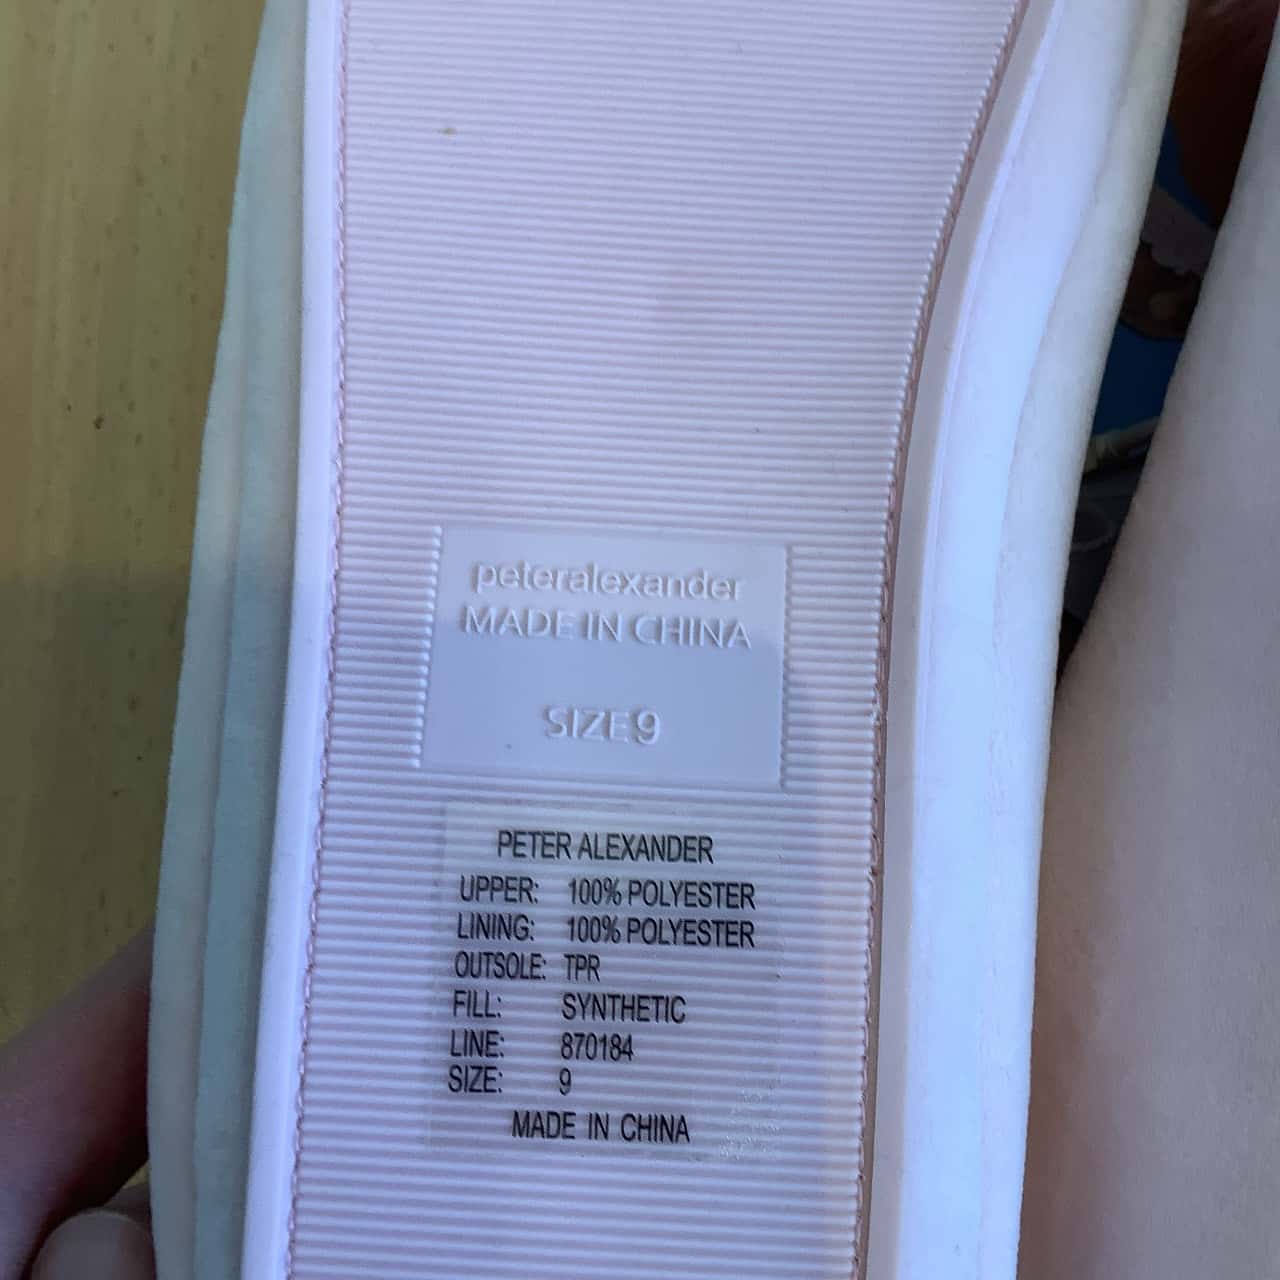 peteralexander
MADE IN CHINA
SIZE 9
PETER ALEXANDER
UPPER: 100% POLYESTER
LINING: 100% POLYESTER
OUTSOLE: TPR
FILL: SYNTHETIC
LINE: 870184
SIZE: 9
MADE IN CHINA